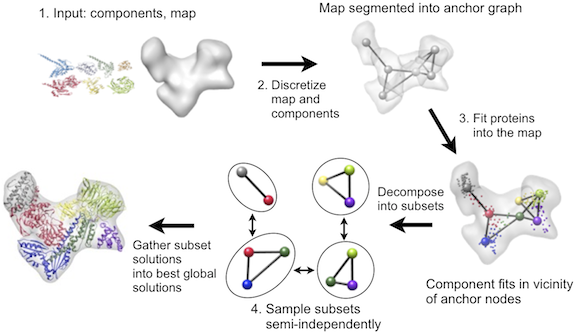 1. Input: components, map
Map segmented into anchor graph
2. Discretize
map and
components
3. Fit proteins
into the map
Component fits in vicinity
of anchor nodes
Decompose
into subsets
4. Sample subsets
semi-independently
Gather subset
solutions
into best global
solutions